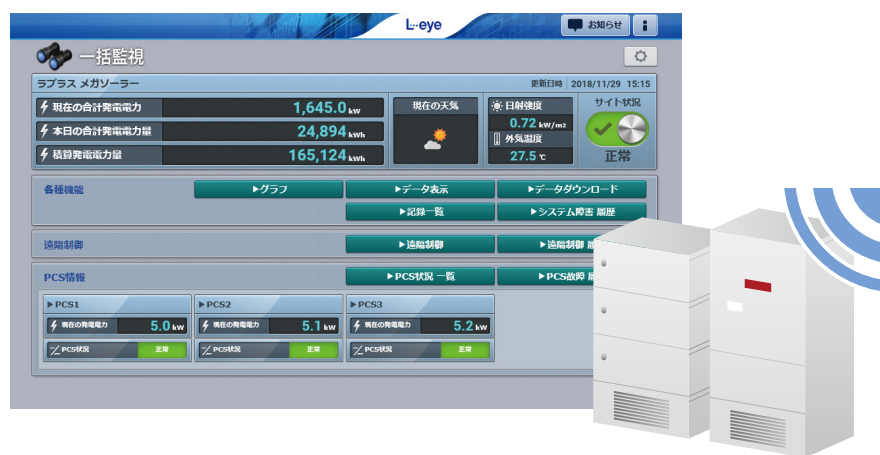 L・eye
お知らせ
i
一括監視
ラプラス メガソーラー
更新日時 2018/11/29 15:15
現在の合計発電電力 1,645.0 kw
本日の合計発電電力量 24,894 kwh
積算発電電力量 165,124 kwh
現在の天気
日射強度
0.72 kw/m2
外気温度
27.5 ℃
サイト状況
正常
各種機能
▶グラフ ▶データ表示 ▶データダウンロード
▶記録一覧 ▶システム障害 履歴
遠隔制御 ▶遠隔制御 ▶遠隔制御
PCS情報 ▶PCS状況 一覧 ▶PCS故障
▶PCS1 ▶PCS2 ▶PCS3
現在の発電電力 5.0 kw 現在の発電電力 5.1 kw 現在の発電電力 5.2 kw
PCS状況 正常 PCS状況 正常 PCS状況 正常